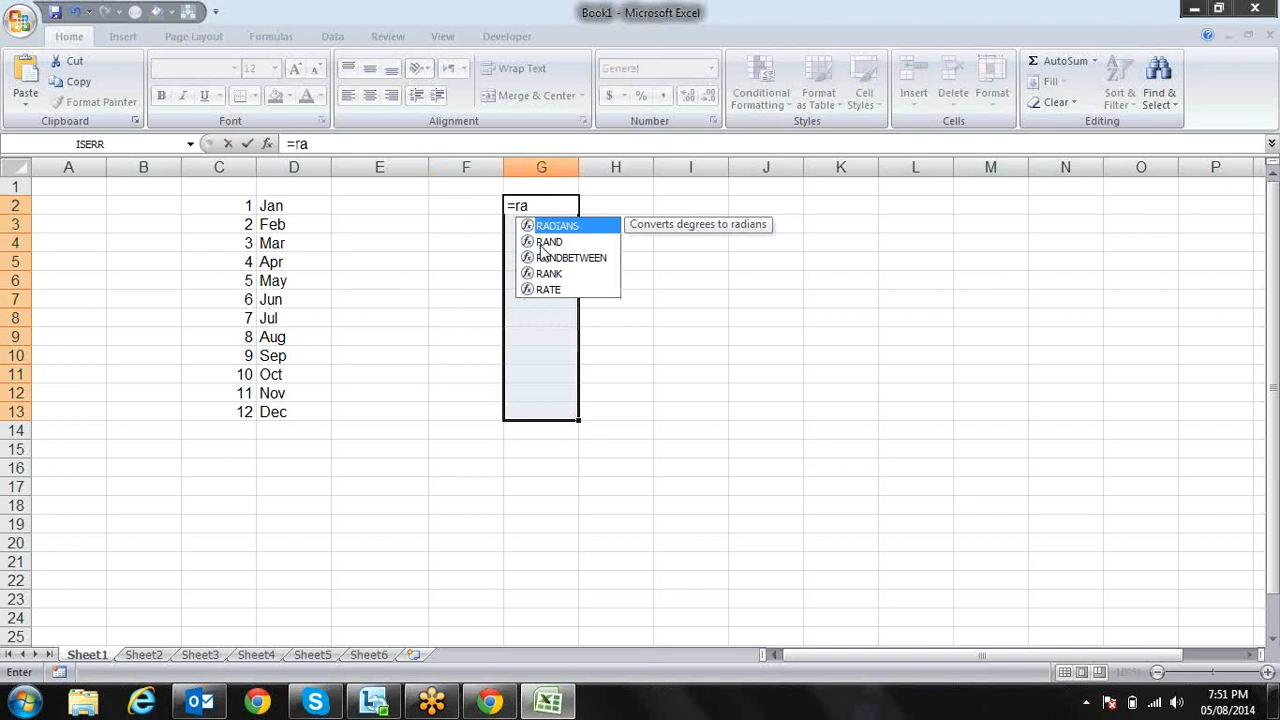 Book1 - Microsoft Excel
Home Insert Page Layout Formulas Data Review View Developer
Paste
Cut
Copy
Format Painter
Clipboard
12
Font
Wrap Text
Merge & Center
Alignment
General
$ % ,
Number
Conditional Formatting
Format as Table
Cell Styles
Styles
Insert
Delete
Format
Cells
AutoSum
Fill
Clear
Sort & Filter
Find & Select
Editing
ISERR
=ra
A B C D E F G H I J K L M N O P
1
2 1 Jan =ra
3 2 Feb
4 3 Mar
5 4 Apr
6 5 May
7 6 Jun
8 7 Jul
9 8 Aug
10 9 Sep
11 10 Oct
12 11 Nov
13 12 Dec
RADIANS
RAND
RANDBETWEEN
RANK
RATE
Converts degrees to radians
14
15
16
17
18
19
20
21
22
23
24
25
Sheet1 Sheet2 Sheet3 Sheet4 Sheet5 Sheet6
Enter
100%
7:51 PM
05/08/2014